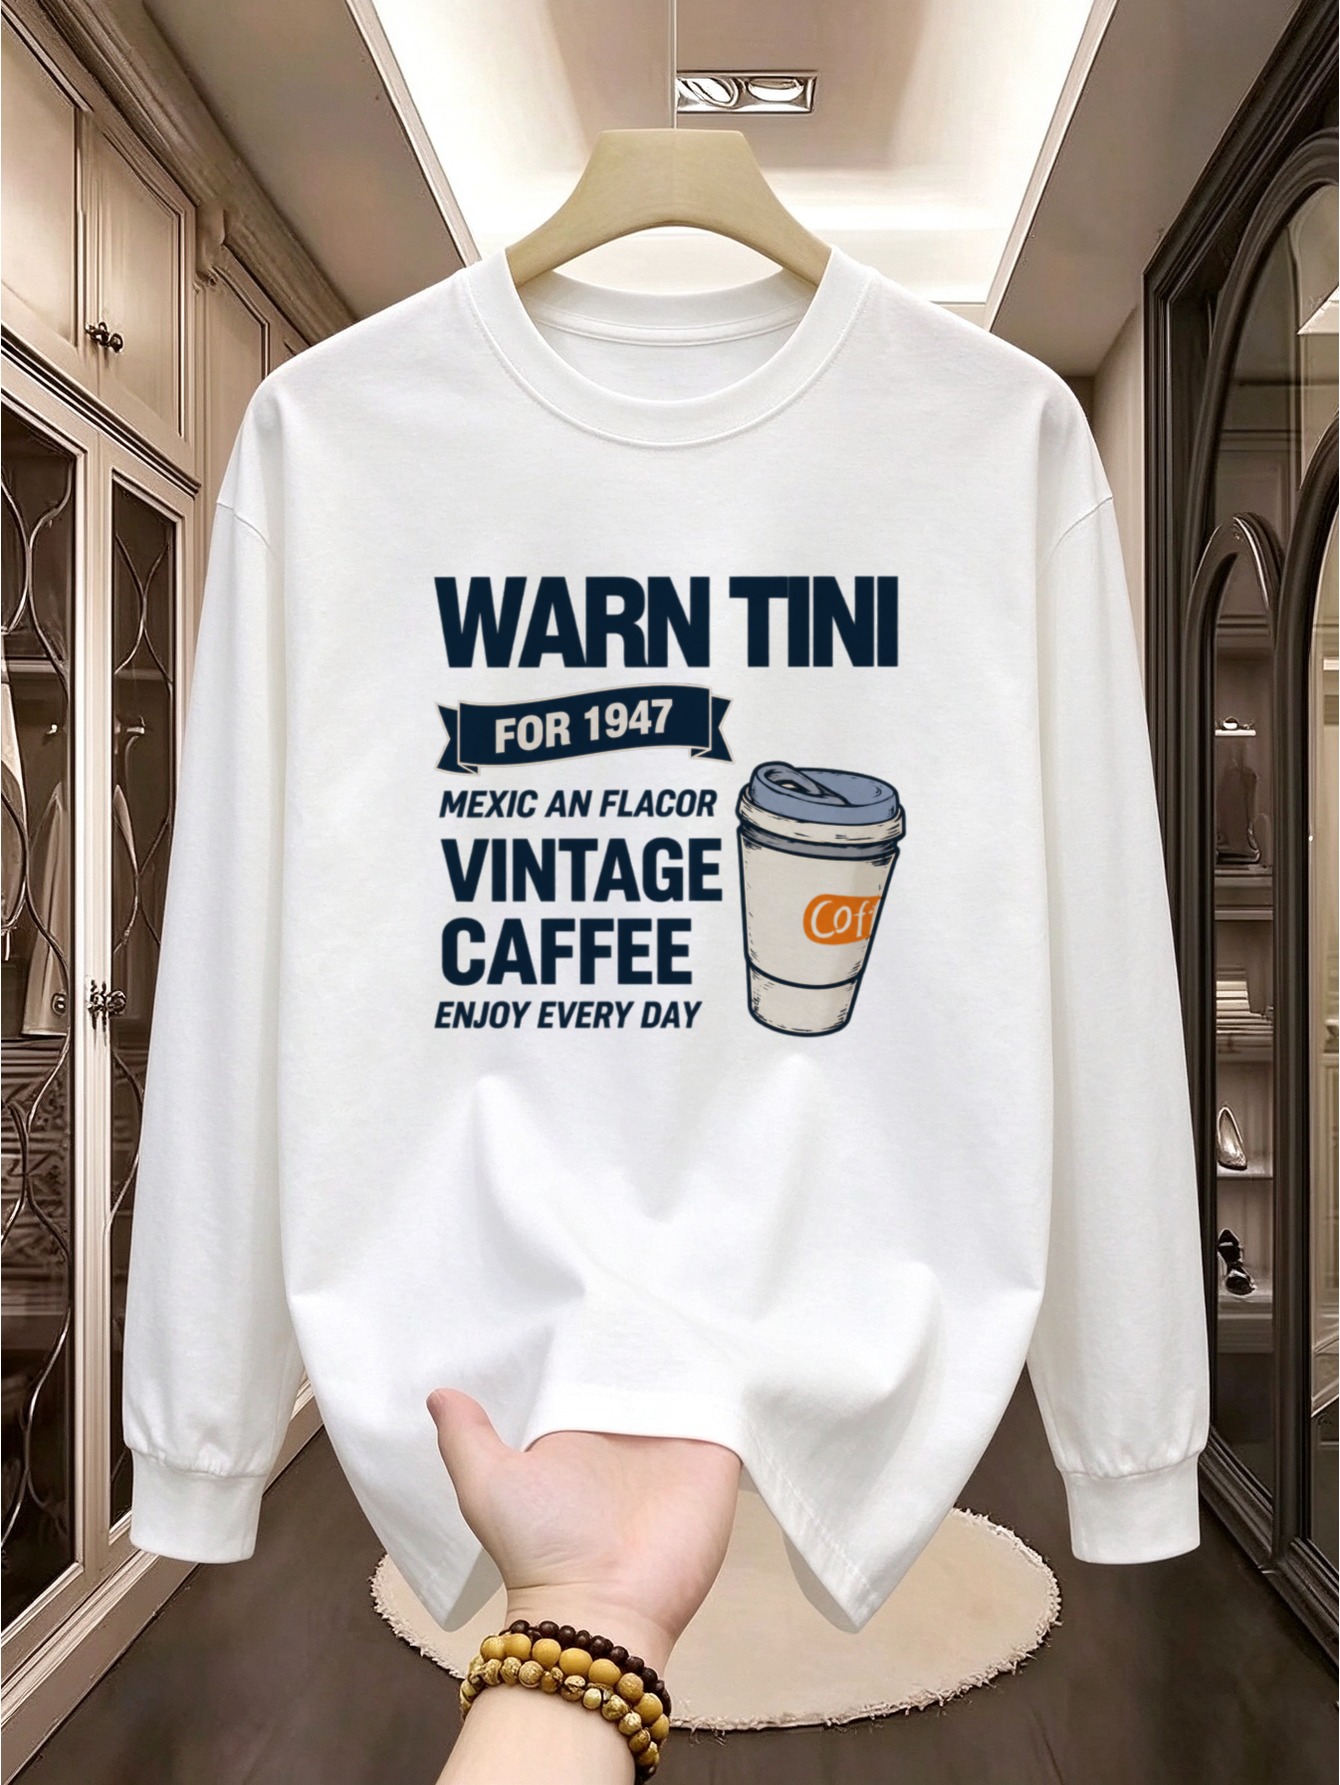 WARN TINI
FOR 1947
MEXIC AN FLACOR
VINTAGE
CAFFEE
Coff
ENJOY EVERY DAY